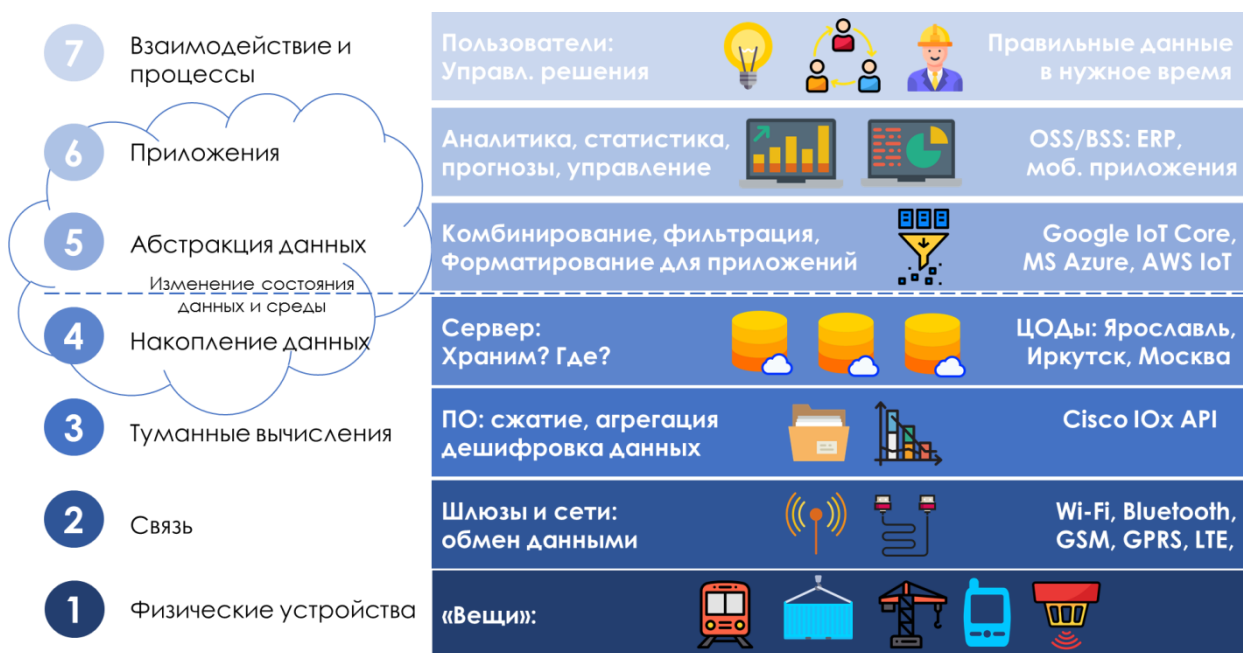 7
Взаимодействие и
процессы
Пользователи:
Управл. решения
Правильные данные
в нужное время
6
Приложения
Аналитика, статистика,
прогнозы, управление
OSS/BSS: ERP,
моб. приложения
5
Абстракция данных
Комбинирование, фильтрация,
Форматирование для приложений
Google IoT Core,
MS Azure, AWS IoT
Изменение состояния
данных и среды
4
Накопление данных
Сервер:
Храним? Где?
ЦОДы: Ярославль,
Иркутск, Москва
3
Туманные вычисления
ПО: сжатие, агрегация
дешифровка данных
Cisco IOx API
2
Связь
Шлюзы и сети:
обмен данными
Wi-Fi, Bluetooth,
GSM, GPRS, LTE,
1
Физические устройства
«Вещи»: